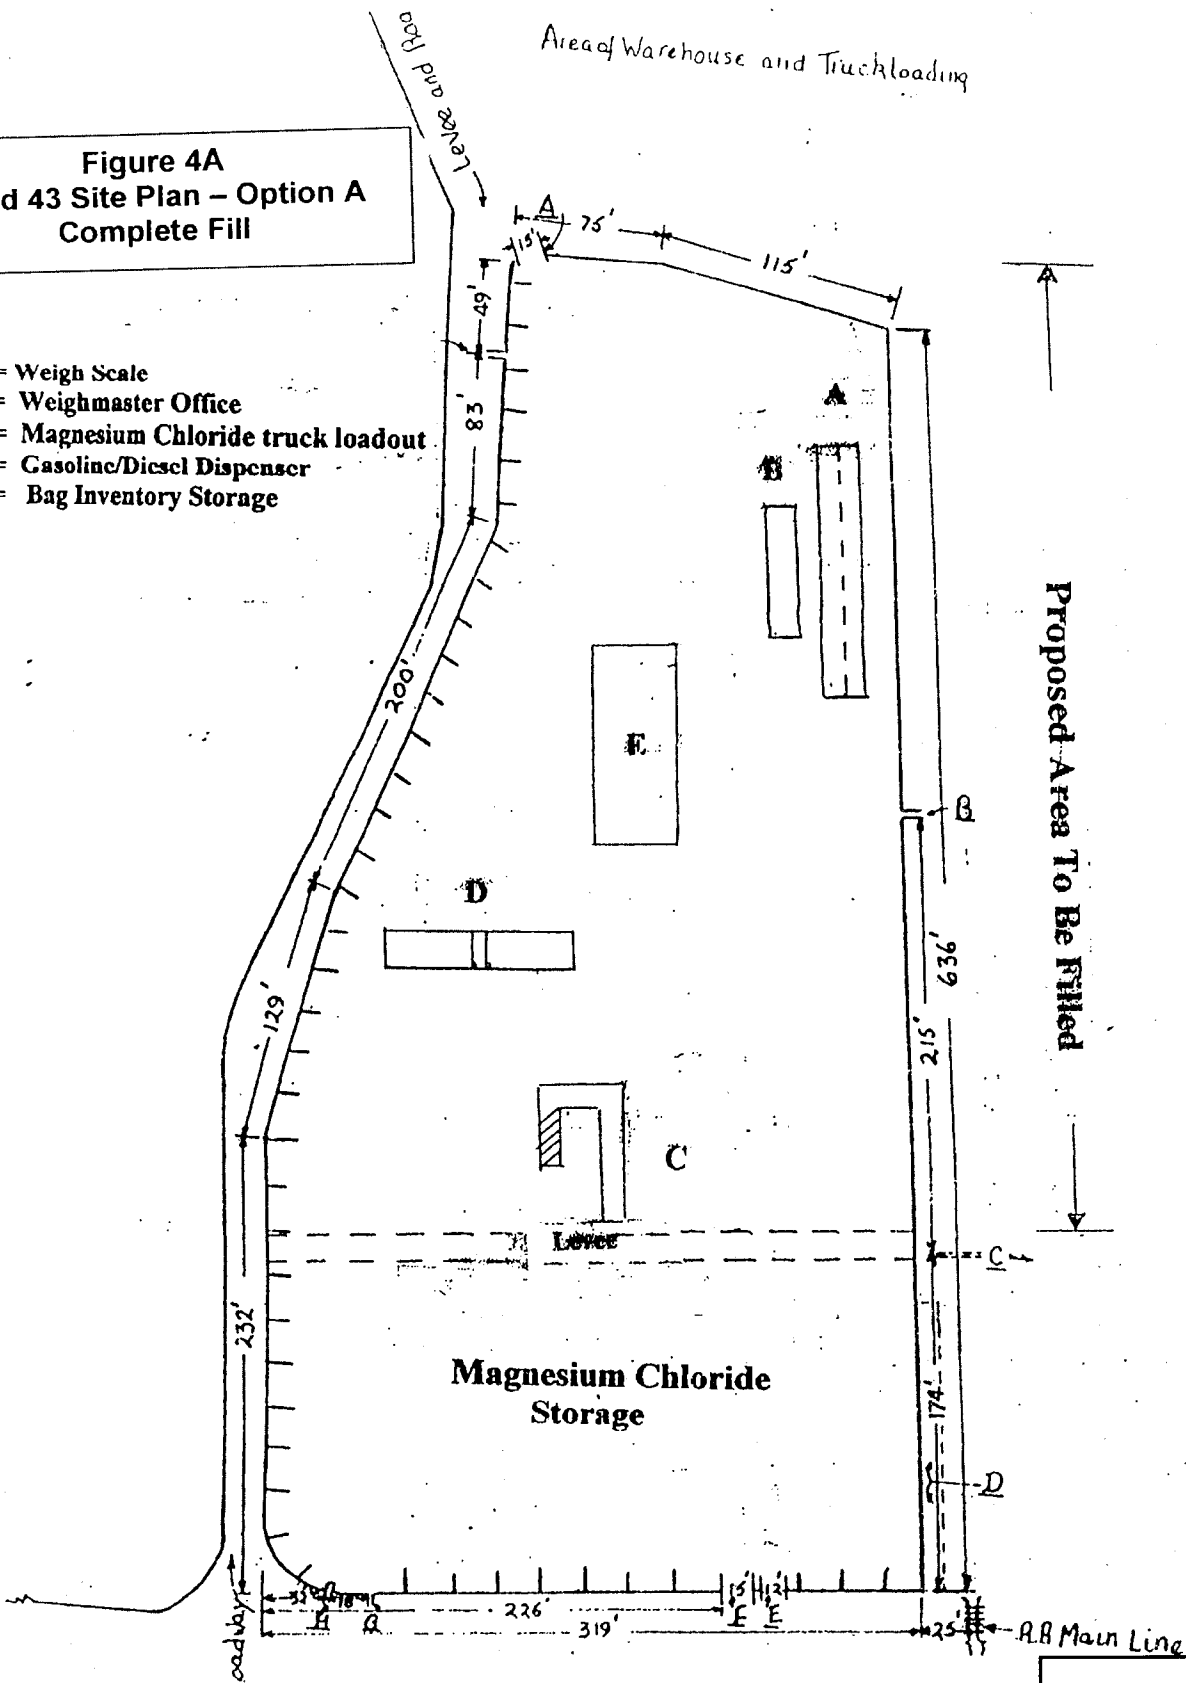 Area of Warehouse and Truckloading
Levee and Roa
Figure 4A
d 43 Site Plan – Option A
Complete Fill
A
75'
15'
115'
49'
= Weigh Scale
= Weighmaster Office
= Magnesium Chloride truck loadout
= Gasoline/Diesel Dispenser
= Bag Inventory Storage
83'
A
B
200'
Proposed Area To Be Filled
E
B
D
636'
129'
215'
C
Levee
C
232'
Magnesium Chloride
Storage
174'
D
oadway
32'
18'
226'
15'
12'
H
G
F
E
319'
25'
R.R Main Line